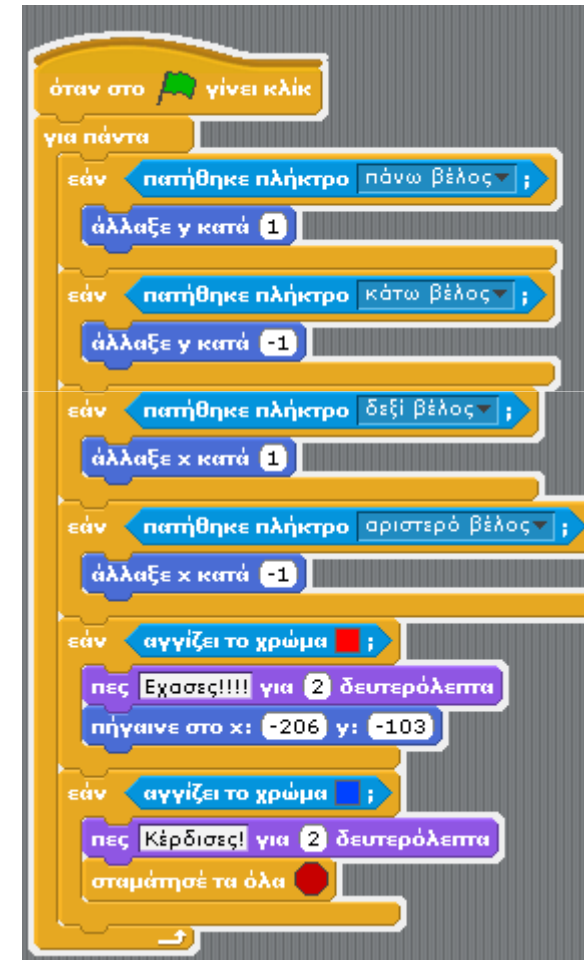 όταν στο γίνει κλίκ
για πάντα
εάν πατήθηκε πλήκτρο πάνω βέλος ;
άλλαξε y κατά 1
εάν πατήθηκε πλήκτρο κάτω βέλος ;
άλλαξε y κατά -1
εάν πατήθηκε πλήκτρο δεξί βέλος ;
άλλαξε x κατά 1
εάν πατήθηκε πλήκτρο αριστερό βέλος ;
άλλαξε x κατά -1
εάν αγγίζει το χρώμα ;
πες Εχασες!!!! για 2 δευτερόλεπτα
πήγαινε στο x: -206 y: -103
εάν αγγίζει το χρώμα ;
πες Κέρδισες! για 2 δευτερόλεπτα
σταμάτησέ τα όλα